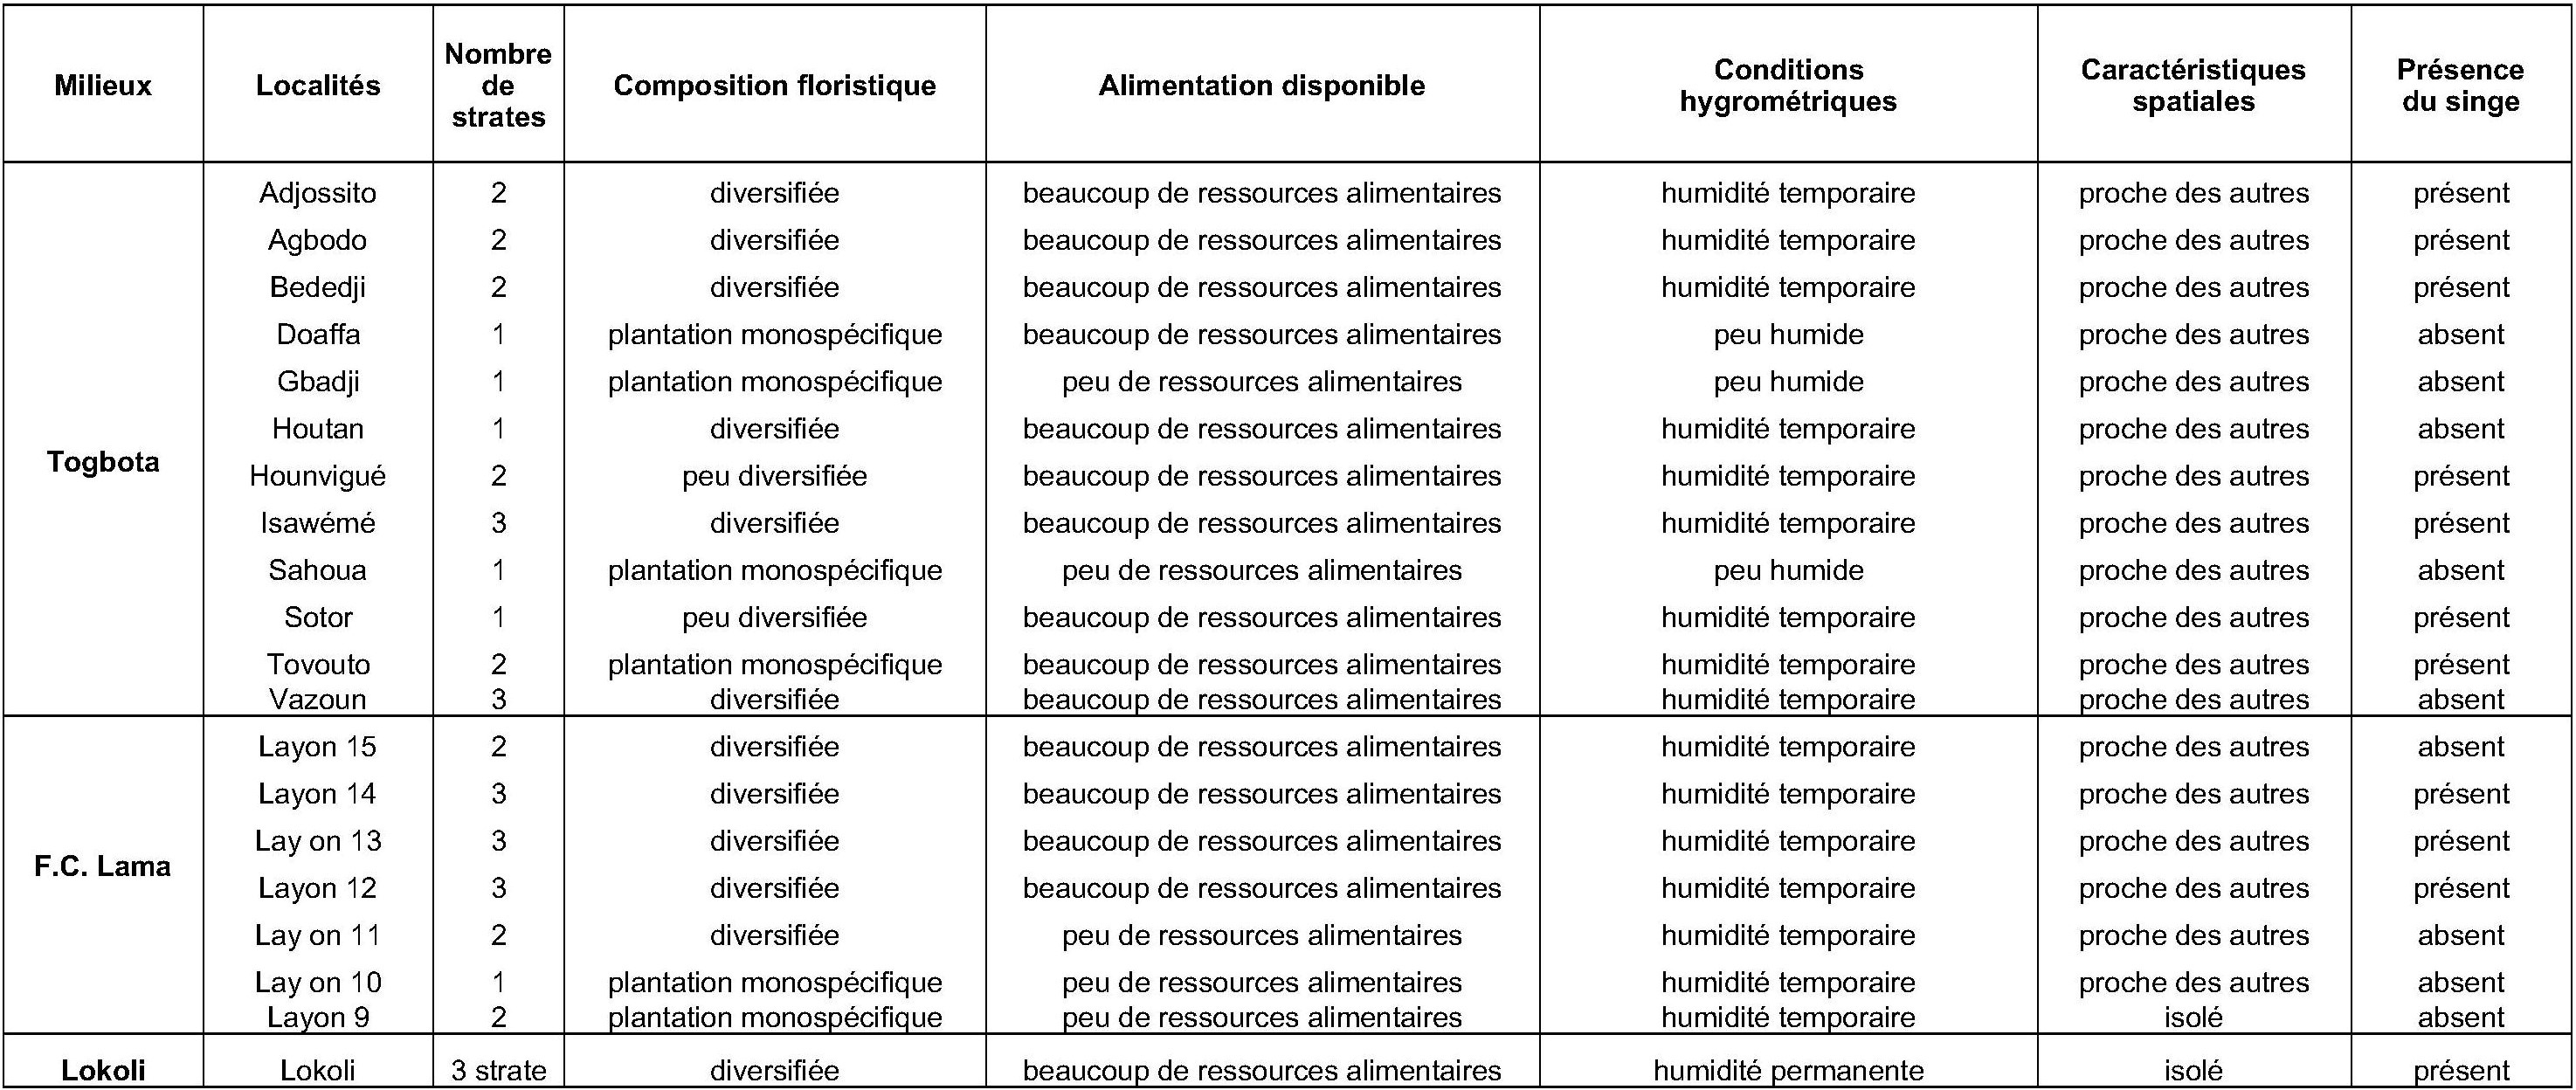 Milieux Localités Nombre de strates Composition floristique Alimentation disponible Conditions hygrométriques Caractéristiques spatiales Présence du singe
Togbota
Adjossito 2 diversifiée beaucoup de ressources alimentaires humidité temporaire proche des autres présent
Agbodo 2 diversifiée beaucoup de ressources alimentaires humidité temporaire proche des autres présent
Bededji 2 diversifiée beaucoup de ressources alimentaires humidité temporaire proche des autres présent
Doaffa 1 plantation monospécifique beaucoup de ressources alimentaires peu humide proche des autres absent
Gbadji 1 plantation monospécifique peu de ressources alimentaires peu humide proche des autres absent
Houtan 1 diversifiée beaucoup de ressources alimentaires humidité temporaire proche des autres absent
Hounvigué 2 peu diversifiée beaucoup de ressources alimentaires humidité temporaire proche des autres présent
Isawémé 3 diversifiée beaucoup de ressources alimentaires humidité temporaire proche des autres présent
Sahoua 1 plantation monospécifique peu de ressources alimentaires peu humide proche des autres absent
Sotor 1 peu diversifiée beaucoup de ressources alimentaires humidité temporaire proche des autres présent
Tovouto 2 plantation monospécifique beaucoup de ressources alimentaires humidité temporaire proche des autres présent
Vazoun 3 diversifiée beaucoup de ressources alimentaires humidité temporaire proche des autres absent
F.C. Lama
Layon 15 2 diversifiée beaucoup de ressources alimentaires humidité temporaire proche des autres absent
Layon 14 3 diversifiée beaucoup de ressources alimentaires humidité temporaire proche des autres présent
Lay on 13 3 diversifiée beaucoup de ressources alimentaires humidité temporaire proche des autres présent
Layon 12 3 diversifiée beaucoup de ressources alimentaires humidité temporaire proche des autres présent
Lay on 11 2 diversifiée peu de ressources alimentaires humidité temporaire proche des autres absent
Lay on 10 1 plantation monospécifique peu de ressources alimentaires humidité temporaire proche des autres absent
Layon 9 2 plantation monospécifique peu de ressources alimentaires humidité temporaire isolé absent
Lokoli Lokoli 3 strate diversifiée beaucoup de ressources alimentaires humidité permanente isolé présent